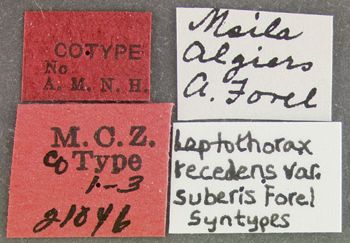 COTYPE
No.
A. M. N. H.
Msila
Algiers
A. Forel
M. C. Z.
Co Type
1-3
21046
Leptothorax
recedens var.
suberis Forel
Syntypes